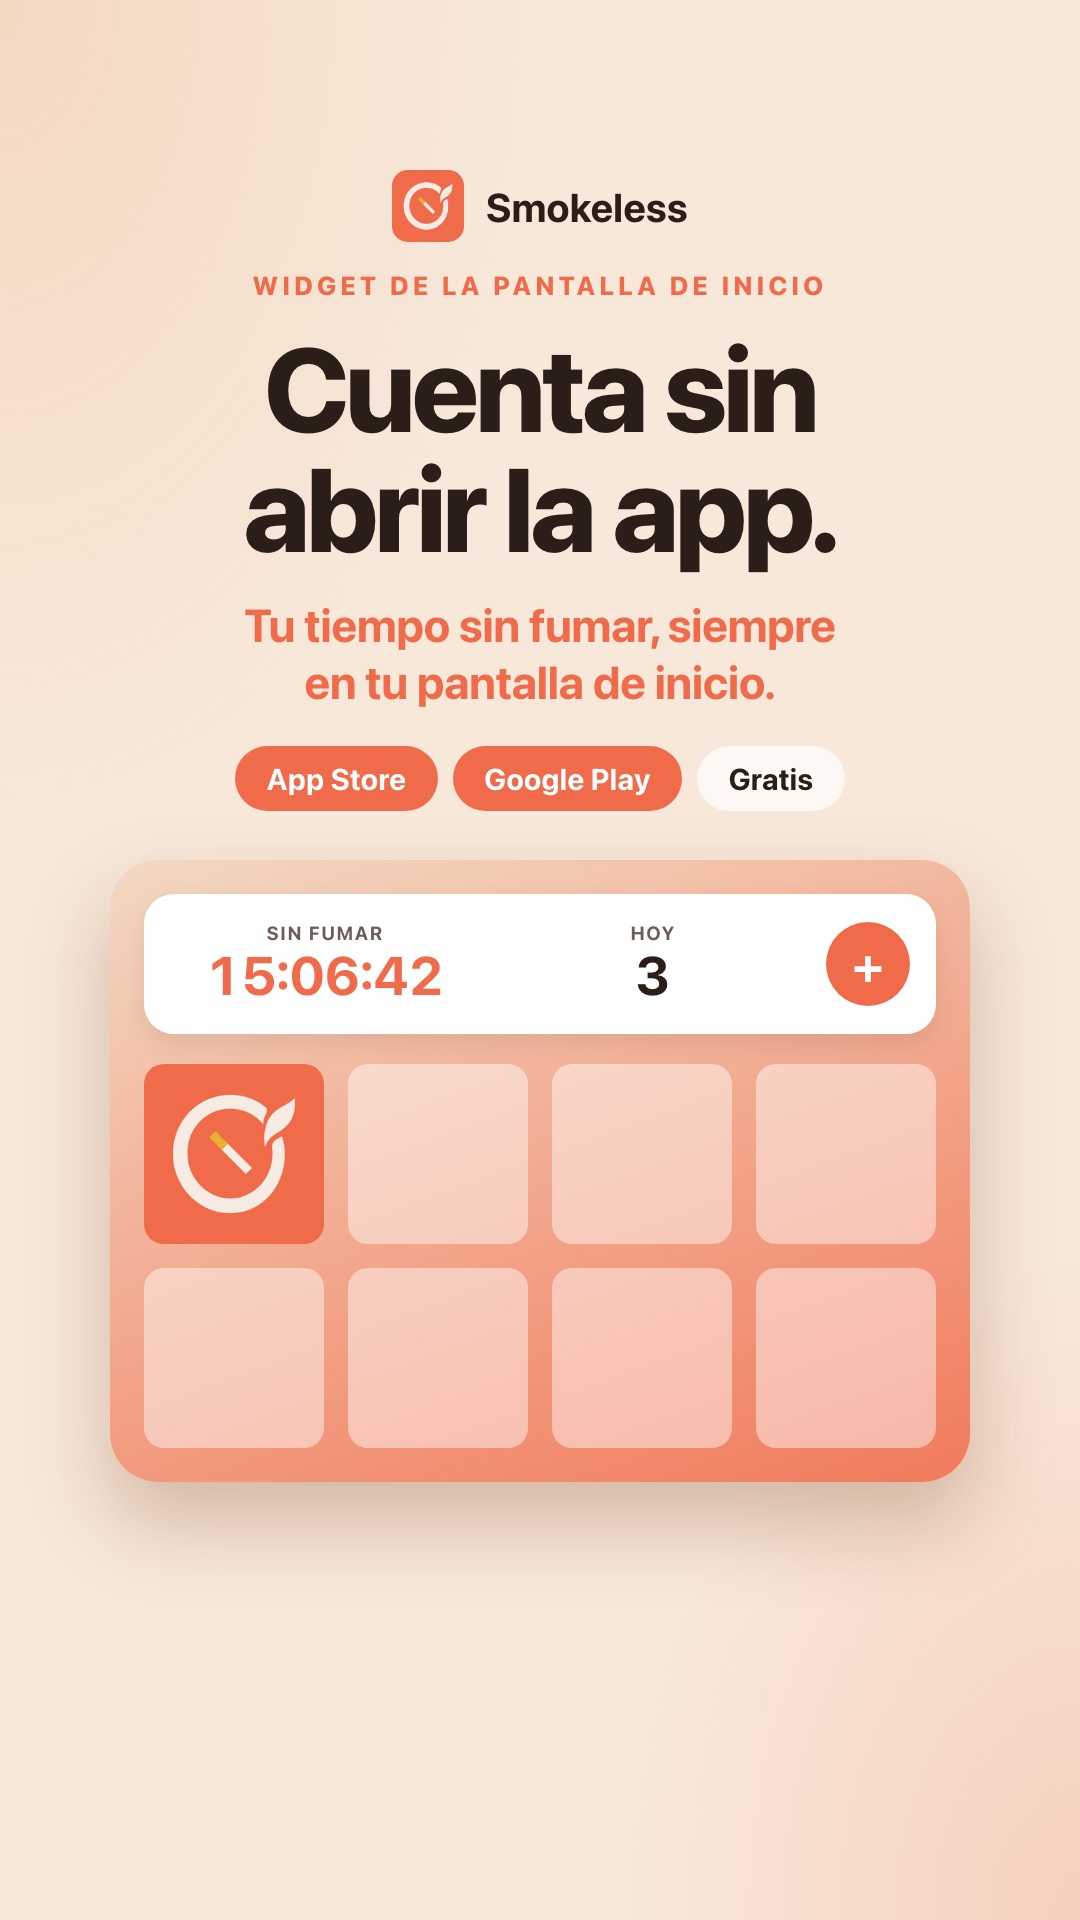 Smokeless
WIDGET DE LA PANTALLA DE INICIO
Cuenta sin
abrir la app.
Tu tiempo sin fumar, siempre
en tu pantalla de inicio.
App Store
Google Play
Gratis
SIN FUMAR
15:06:42
HOY
3
+